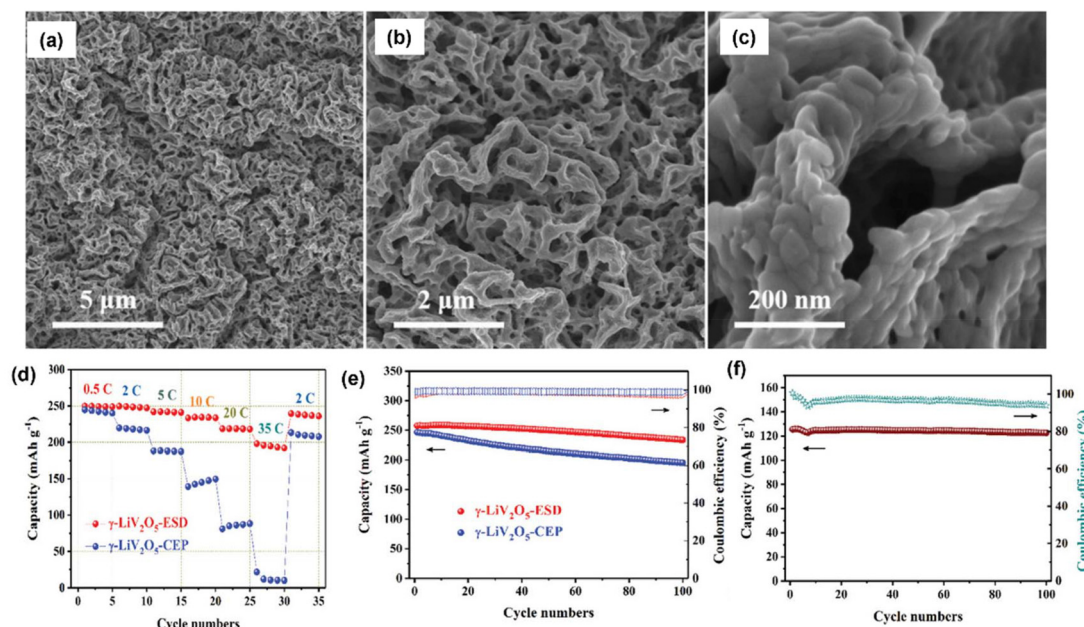 (a)
5 μm
(b)
2 μm
(c)
200 nm
(d)
300
250
200
150
100
50
0
0 5 10 15 20 25 30 35
Capacity (mAh g⁻¹)
Cycle numbers
0.5 C
2 C
5 C
10 C
20 C
35 C
2 C
γ-LiV₂O₅-ESD
γ-LiV₂O₅-CEP
(e)
350
300
250
200
150
100
50
0
0 20 40 60 80 100
Capacity (mAh g⁻¹)
Cycle numbers
γ-LiV₂O₅-ESD
γ-LiV₂O₅-CEP
100
80
60
40
20
0
Coulombic efficiency (%)
(f)
160
140
120
100
80
60
40
20
0
0 20 40 60 80 100
Capacity (mAh g⁻¹)
Cycle numbers
100
80
60
40
20
0
Coulombic efficiency (%)